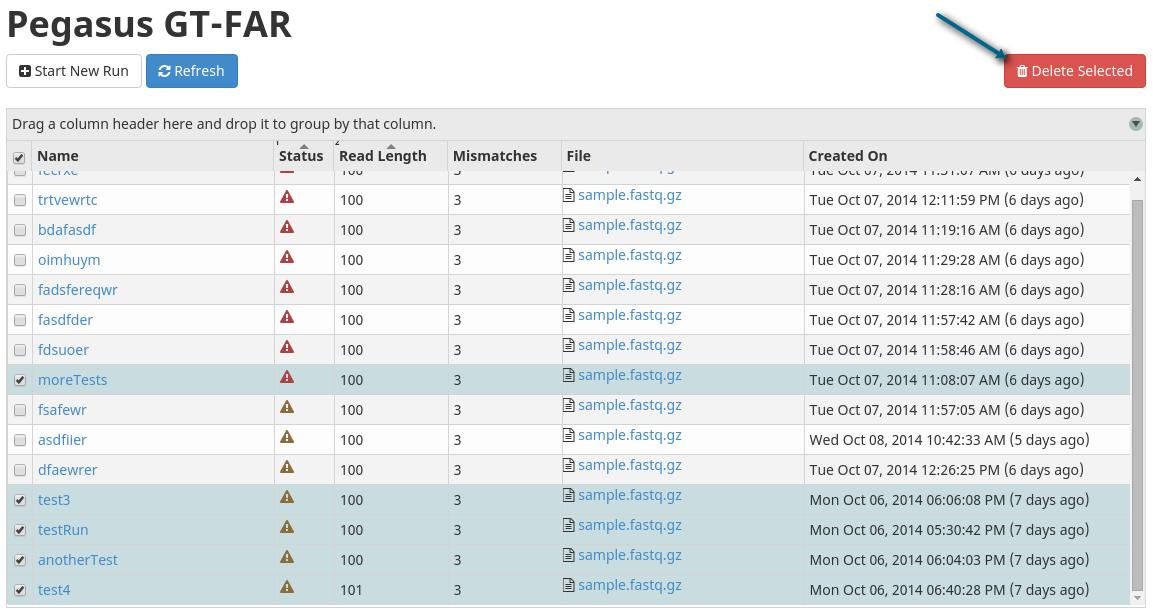 Pegasus GT-FAR
Start New Run Refresh Delete Selected
Drag a column header here and drop it to group by that column.
Name Status 1 Read Length 2 Mismatches File Created On
100 3 Tue Oct 07, 2014 11:51:07 AM (6 days ago)
trtvewrtc 100 3 sample.fastq.gz Tue Oct 07, 2014 12:11:59 PM (6 days ago)
bdafasdf 100 3 sample.fastq.gz Tue Oct 07, 2014 11:19:16 AM (6 days ago)
oimhuym 100 3 sample.fastq.gz Tue Oct 07, 2014 11:29:28 AM (6 days ago)
fadsfereqwr 100 3 sample.fastq.gz Tue Oct 07, 2014 11:28:16 AM (6 days ago)
fasdfder 100 3 sample.fastq.gz Tue Oct 07, 2014 11:57:42 AM (6 days ago)
fdsuoer 100 3 sample.fastq.gz Tue Oct 07, 2014 11:58:46 AM (6 days ago)
moreTests 100 3 sample.fastq.gz Tue Oct 07, 2014 11:08:07 AM (6 days ago)
fsafewr 100 3 sample.fastq.gz Tue Oct 07, 2014 11:57:05 AM (6 days ago)
asdfiier 100 3 sample.fastq.gz Wed Oct 08, 2014 10:42:33 AM (5 days ago)
dfaewrer 100 3 sample.fastq.gz Tue Oct 07, 2014 12:26:25 PM (6 days ago)
test3 100 3 sample.fastq.gz Mon Oct 06, 2014 06:06:08 PM (7 days ago)
testRun 100 3 sample.fastq.gz Mon Oct 06, 2014 05:30:42 PM (7 days ago)
anotherTest 100 3 sample.fastq.gz Mon Oct 06, 2014 06:04:03 PM (7 days ago)
test4 101 3 sample.fastq.gz Mon Oct 06, 2014 06:40:28 PM (7 days ago)